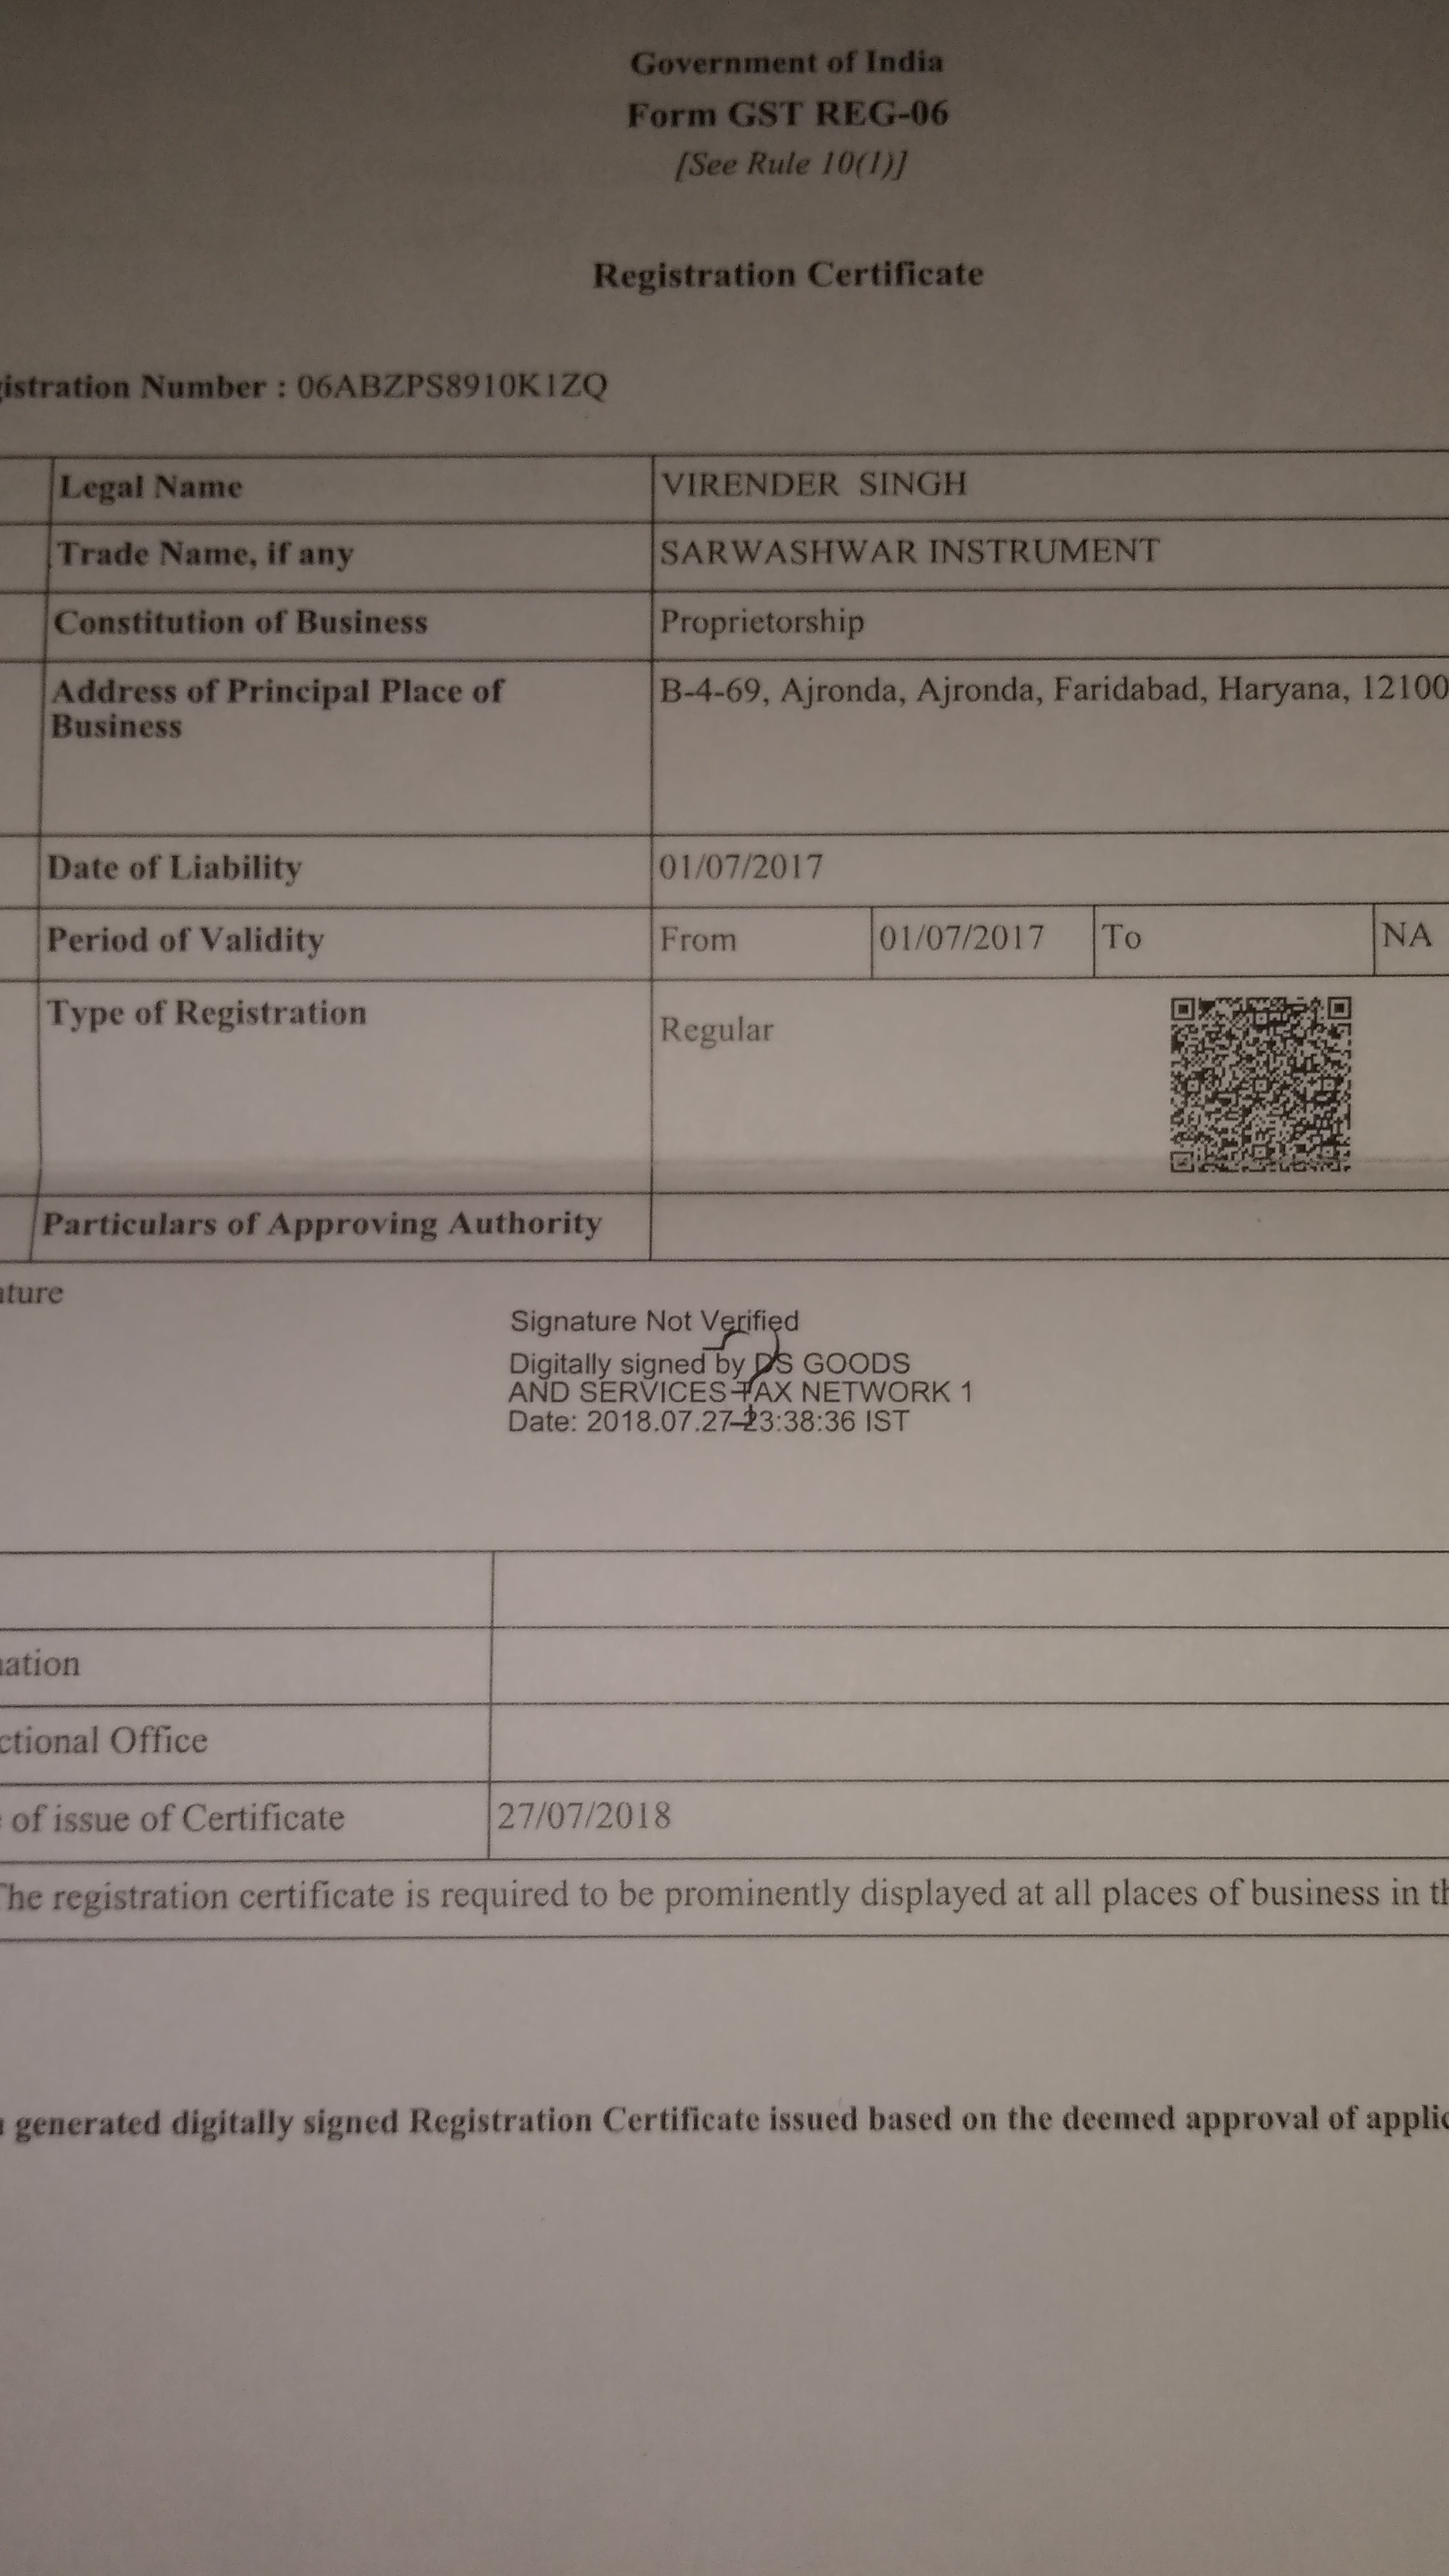 Government of India
Form GST REG-06
[See Rule 10(1)]
Registration Certificate
gistration Number : 06ABZPS8910K1ZQ
Legal Name VIRENDER SINGH
Trade Name, if any SARWASHWAR INSTRUMENT
Constitution of Business Proprietorship
Address of Principal Place of B-4-69, Ajronda, Ajronda, Faridabad, Haryana, 12100
Business
Date of Liability 01/07/2017
Period of Validity From 01/07/2017 To NA
Type of Registration Regular
Particulars of Approving Authority
ature
Signature Not Verified
Digitally signed by DS GOODS
AND SERVICES TAX NETWORK 1
Date: 2018.07.27 23:38:36 IST
nation
ctional Office
of issue of Certificate 27/07/2018
The registration certificate is required to be prominently displayed at all places of business in th
generated digitally signed Registration Certificate issued based on the deemed approval of applic